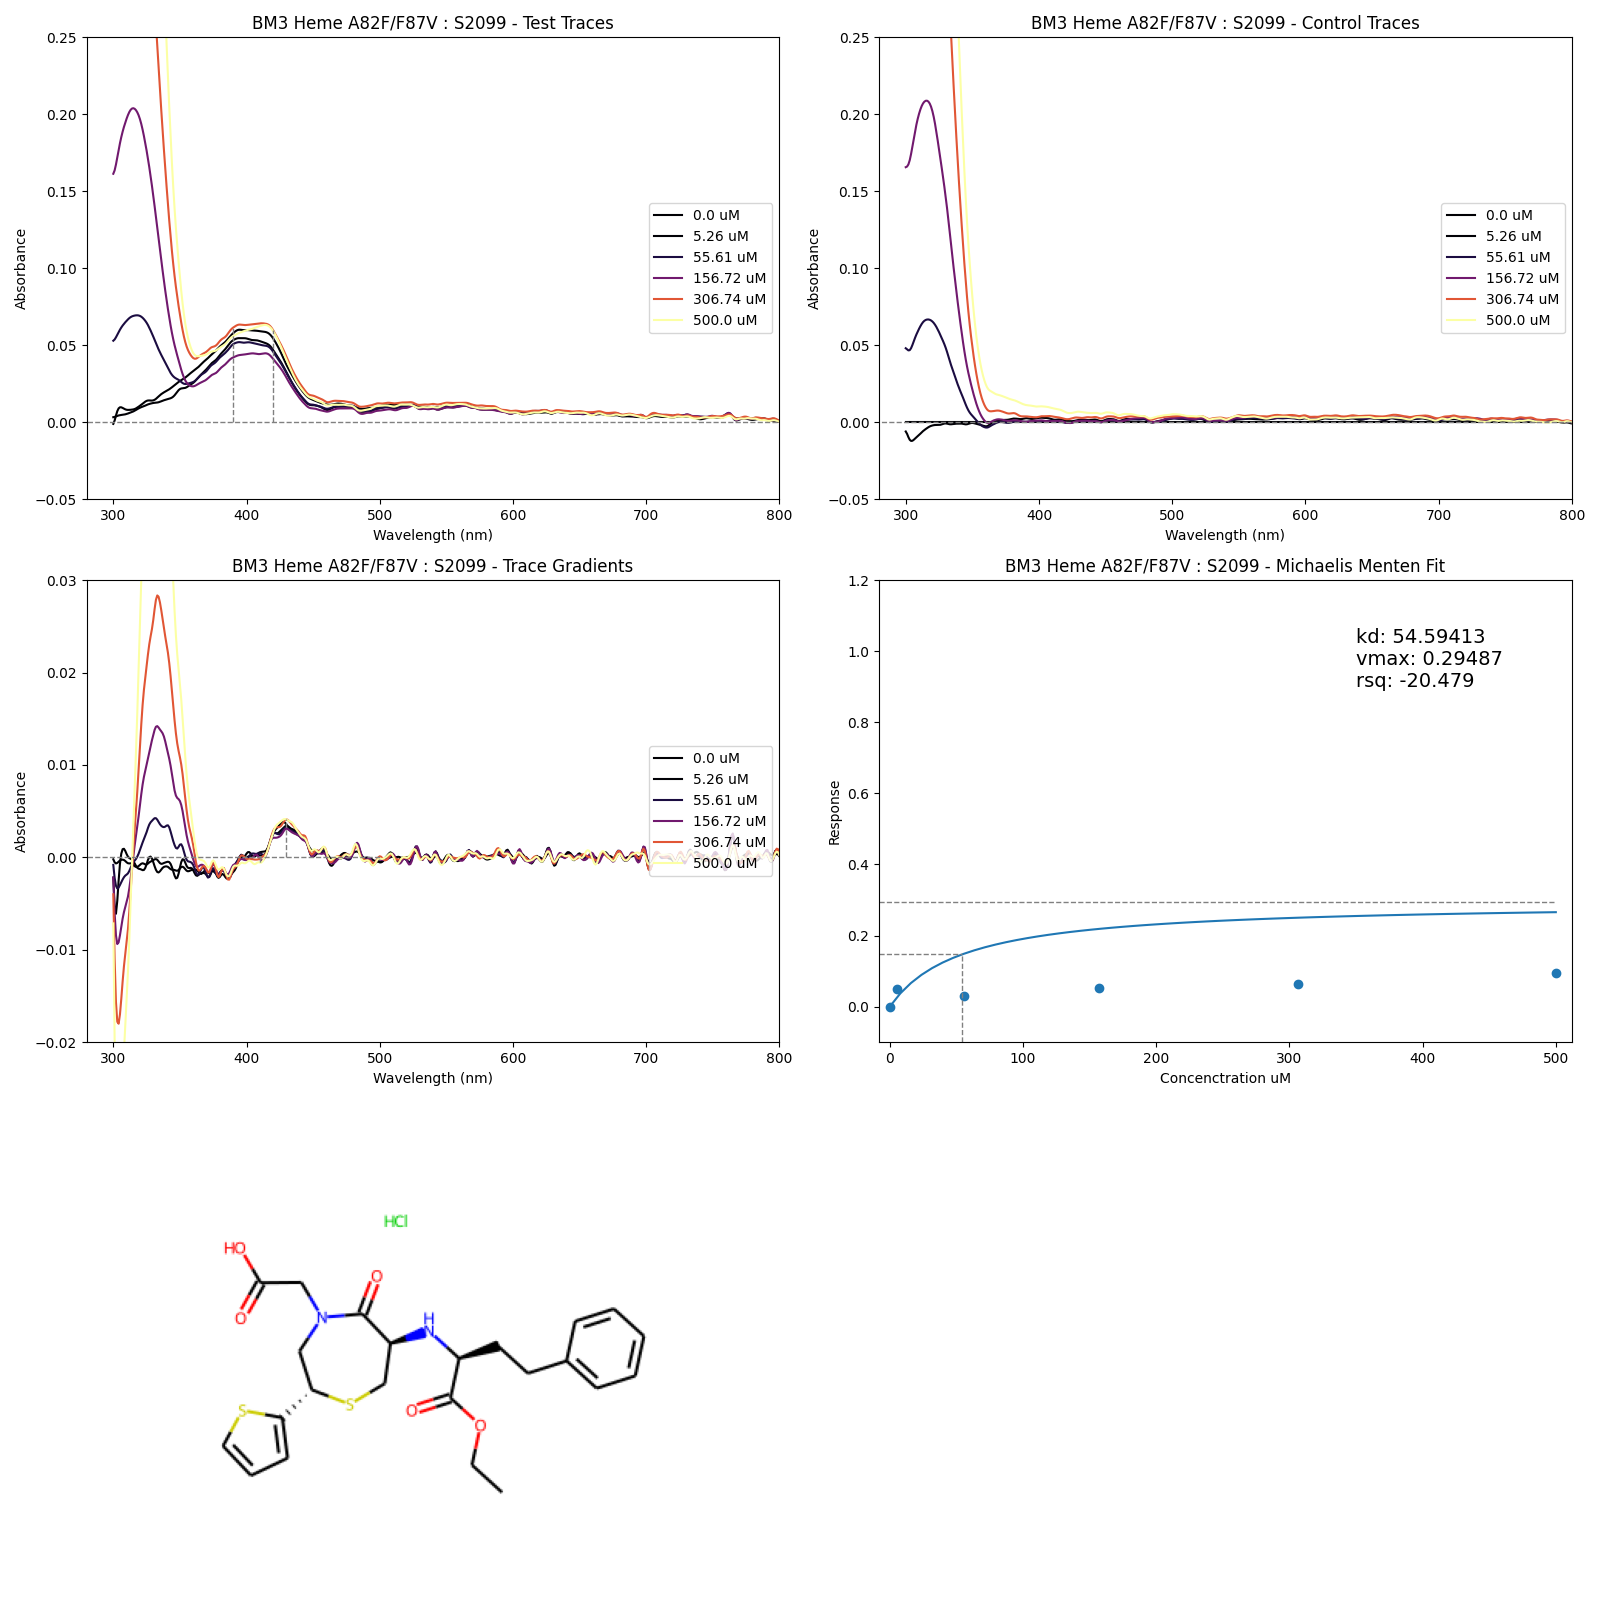 BM3 Heme A82F/F87V : S2099 - Test Traces
0.25
0.20
0.15
0.10
0.05
0.00
−0.05
Absorbance
300
400
500
600
700
800
Wavelength (nm)
0.0 uM
5.26 uM
55.61 uM
156.72 uM
306.74 uM
500.0 uM
BM3 Heme A82F/F87V : S2099 - Control Traces
0.25
0.20
0.15
0.10
0.05
0.00
−0.05
Absorbance
300
400
500
600
700
800
Wavelength (nm)
0.0 uM
5.26 uM
55.61 uM
156.72 uM
306.74 uM
500.0 uM
BM3 Heme A82F/F87V : S2099 - Trace Gradients
0.03
0.02
0.01
0.00
−0.01
−0.02
Absorbance
300
400
500
600
700
800
Wavelength (nm)
0.0 uM
5.26 uM
55.61 uM
156.72 uM
306.74 uM
500.0 uM
BM3 Heme A82F/F87V : S2099 - Michaelis Menten Fit
kd: 54.59413
vmax: 0.29487
rsq: -20.479
1.2
1.0
0.8
0.6
0.4
0.2
0.0
Response
0
100
200
300
400
500
Concenctration uM
HCl
HO
O
O
N
H
N
S
S
O
O